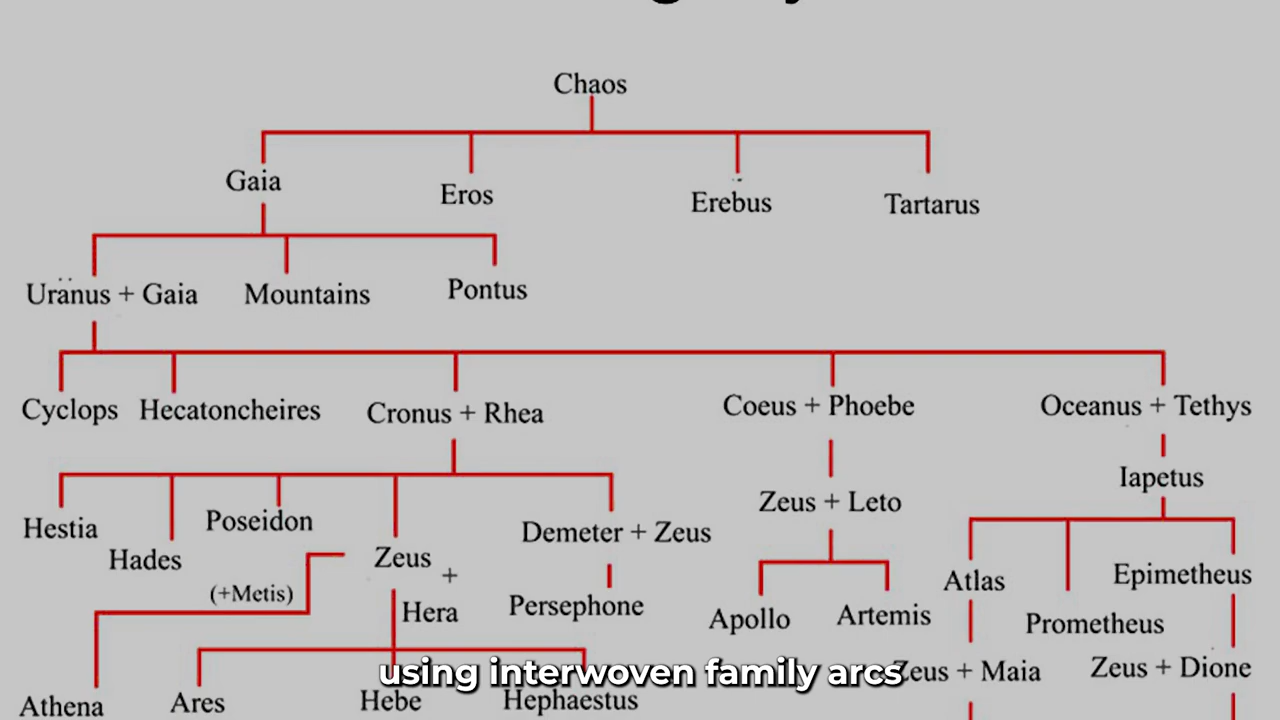 Chaos
Gaia
Eros
Erebus
Tartarus
Uranus + Gaia
Mountains
Pontus
Cyclops
Hecatoncheires
Cronus + Rhea
Coeus + Phoebe
Oceanus + Tethys
Iapetus
Hestia
Hades
Poseidon
Zeus
+
Hera
Demeter + Zeus
Zeus + Leto
(+Metis)
Persephone
Apollo
Artemis
Atlas
Prometheus
Epimetheus
Athena
Ares
Hebe
Hephaestus
Zeus + Maia
Zeus + Dione
using interwoven family arcs